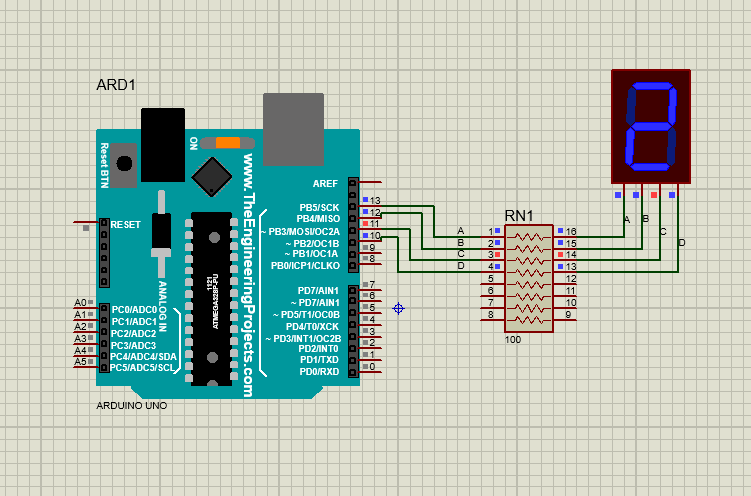 ARD1
ON
Reset BTN
www.TheEngineeringProjects.com
AREF
PB5/SCK 13
PB4/MISO 12
~ PB3/MOSI/OC2A 11
~ PB2/OC1B 10
~ PB1/OC1A 9
PB0/ICP1/CLKO 8
RESET
1121
ATMEGA328P-PU
ANALOG IN
PD7/AIN1 7
~ PD7/AIN1 6
~ PD5/T1/OC0B 5
PD4/T0/XCK 4
~ PD3/INT1/OC2B 3
PD2/INT0 2
PD1/TXD 1
PD0/RXD 0
A0 PC0/ADC0
A1 PC1/ADC1
A2 PC2/ADC2
A3 PC3/ADC3
A4 PC4/ADC4/SDA
A5 PC5/ADC5/SCL
ARDUINO UNO
RN1
A 1 16
B 2 15
C 3 14
D 4 13
5 12
6 11
7 10
8 9
100
2
A
B
C
D